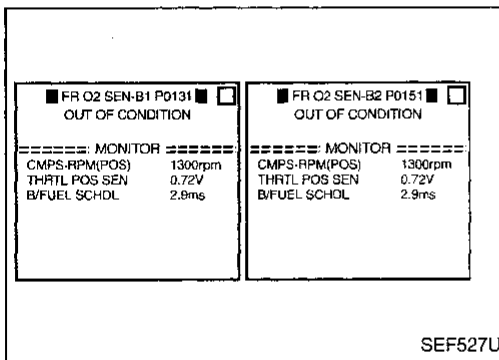 FR O2 SEN-B1 P0131
OUT OF CONDITION
====== MONITOR ======
CMPS-RPM(POS) 1300rpm
THRTL POS SEN 0.72V
B/FUEL SCHDL 2.9ms
FR O2 SEN-B2 P0151
OUT OF CONDITION
====== MONITOR ======
CMPS-RPM(POS) 1300rpm
THRTL POS SEN 0.72V
B/FUEL SCHDL 2.9ms
SEF527U